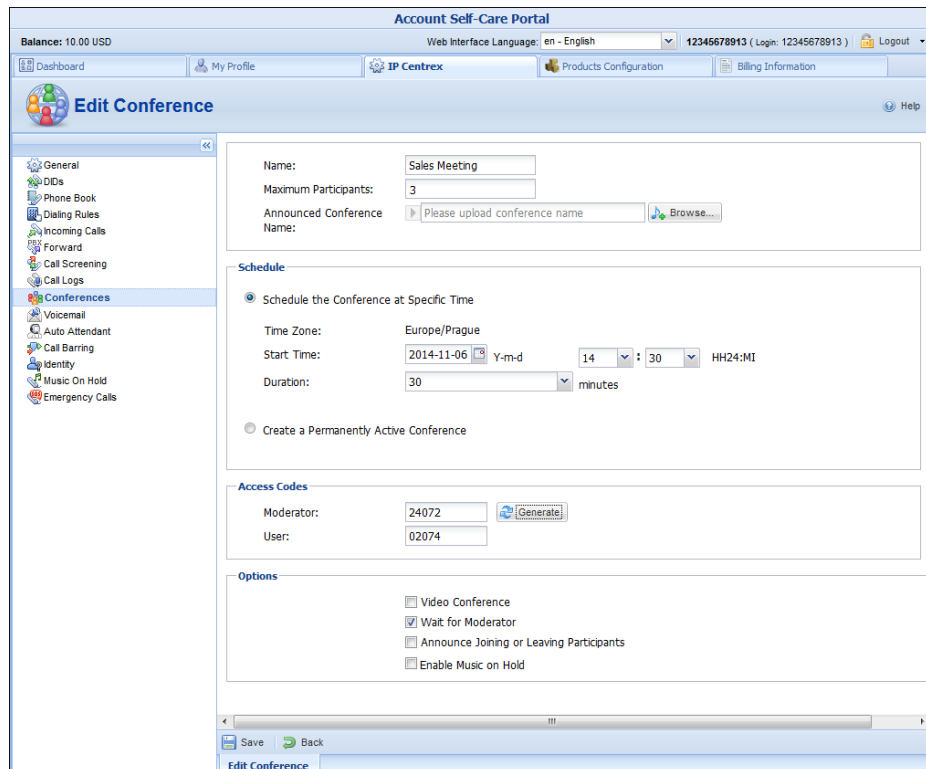 Account Self-Care Portal
Balance: 10.00 USD Web Interface Language: en - English 12345678913 ( Login: 12345678913 ) Logout
Dashboard My Profile IP Centrex Products Configuration Billing Information
Edit Conference Help
General
DIDs
Phone Book
Dialing Rules
Incoming Calls
Forward
Call Screening
Call Logs
Conferences
Voicemail
Auto Attendant
Call Barring
Identity
Music On Hold
Emergency Calls
Name: Sales Meeting
Maximum Participants: 3
Announced Conference Name: Please upload conference name Browse...
Schedule
Schedule the Conference at Specific Time
Time Zone: Europe/Prague
Start Time: 2014-11-06 Y-m-d 14 : 30 HH24:MI
Duration: 30 minutes
Create a Permanently Active Conference
Access Codes
Moderator: 24072 Generate
User: 02074
Options
Video Conference
Wait for Moderator
Announce Joining or Leaving Participants
Enable Music on Hold
Save Back
Edit Conference